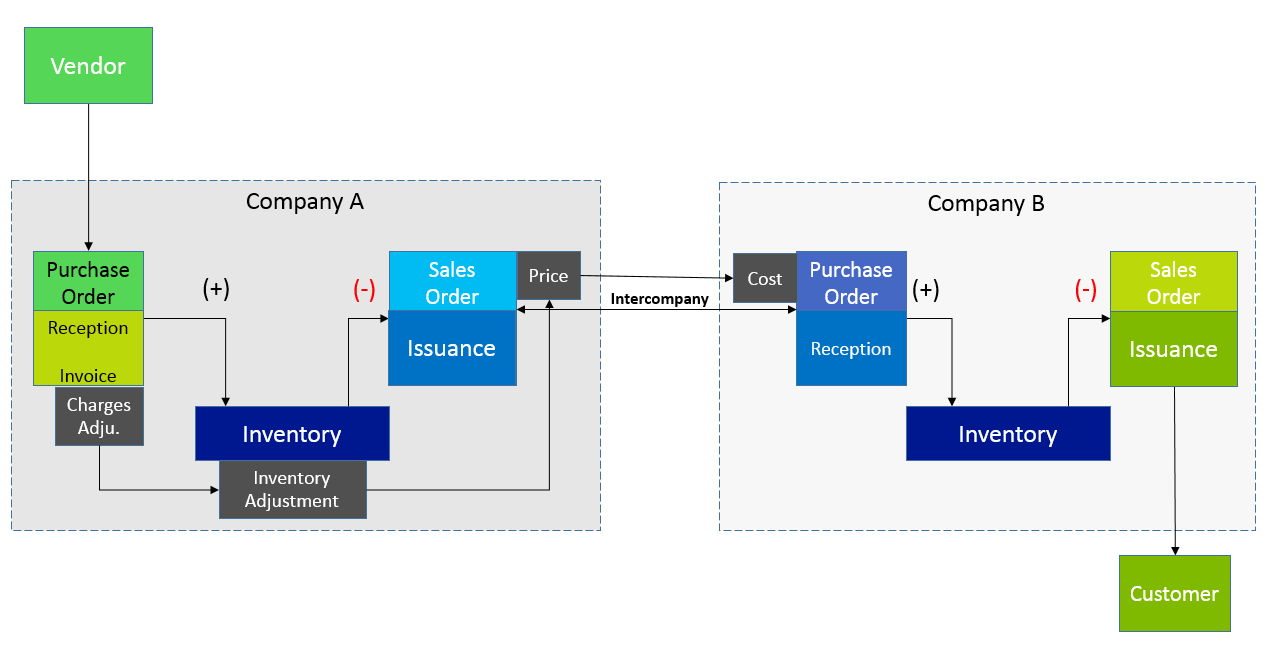 Vendor
Company A
Purchase
Order
Reception
Invoice
Charges
Adju.
(+)
Inventory
Inventory
Adjustment
(-)
Sales
Order
Issuance
Price
Intercompany
Company B
Cost
Purchase
Order
Reception
(+)
Inventory
(-)
Sales
Order
Issuance
Customer